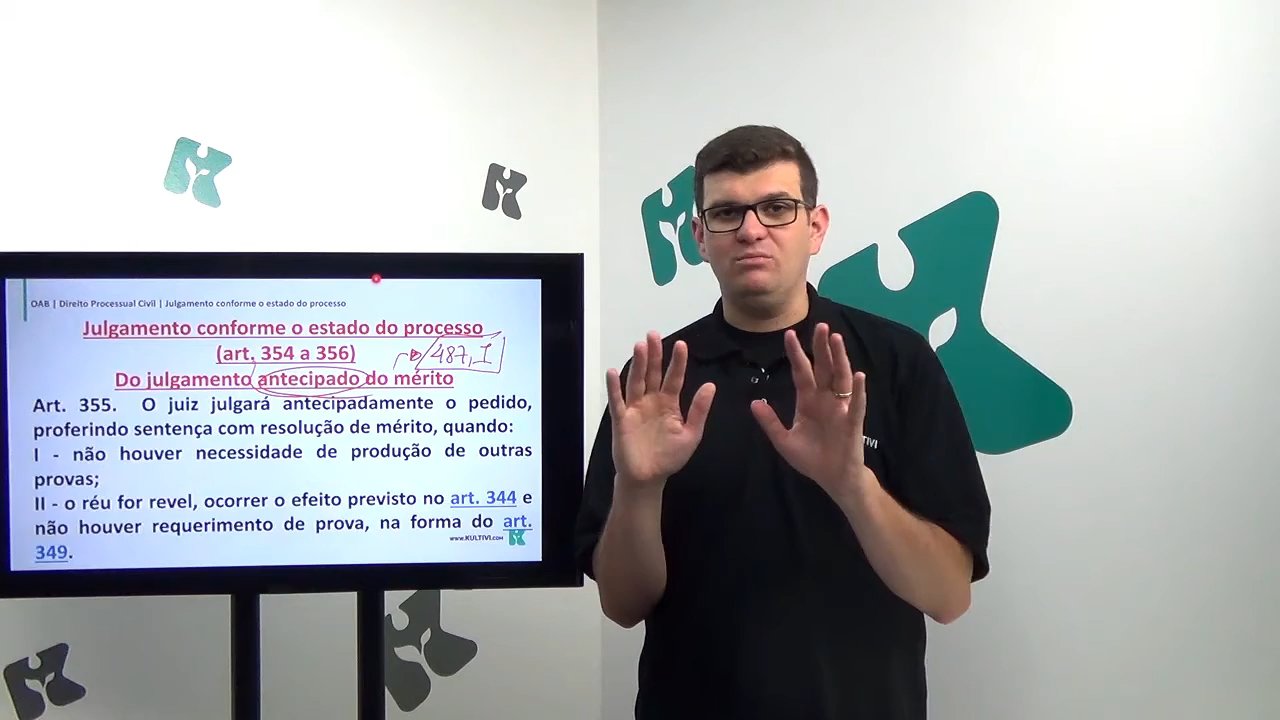 OAB | Direito Processual Civil | Julgamento conforme o estado do processo
Julgamento conforme o estado do processo
(art. 354 a 356)
487, I
Do julgamento antecipado do mérito
Art. 355. O juiz julgará antecipadamente o pedido,
proferindo sentença com resolução de mérito, quando:
I - não houver necessidade de produção de outras
provas;
II - o réu for revel, ocorrer o efeito previsto no art. 344 e
não houver requerimento de prova, na forma do art.
349.
www.KULTIVI.COM